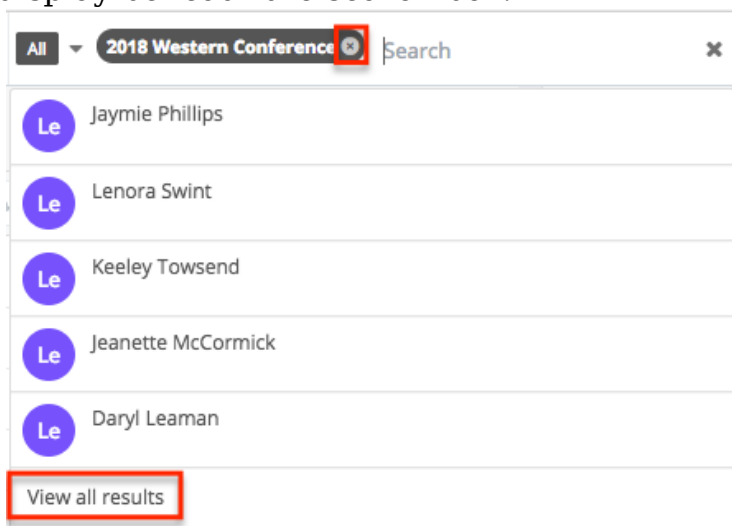 All 2018 Western Conference Search
Le Jaymie Phillips
Le Lenora Swint
Le Keeley Towsend
Le Jeanette McCormick
Le Daryl Leaman
View all results